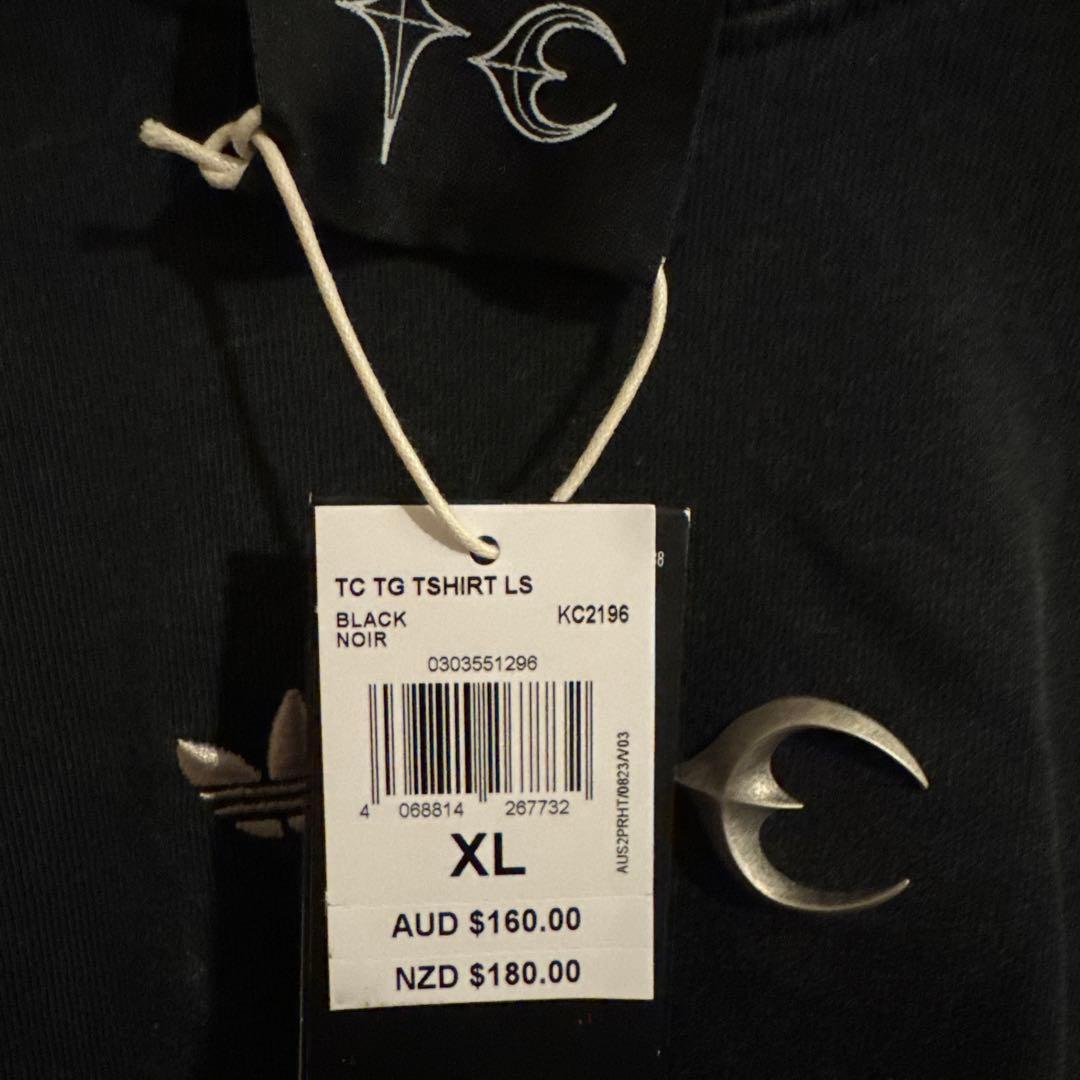 TC
TC TG TSHIRT LS
BLACK KC2196
NOIR
0303551296
4 068814 267732
AUS2PRHT/0823/V03
XL
AUD $160.00
NZD $180.00